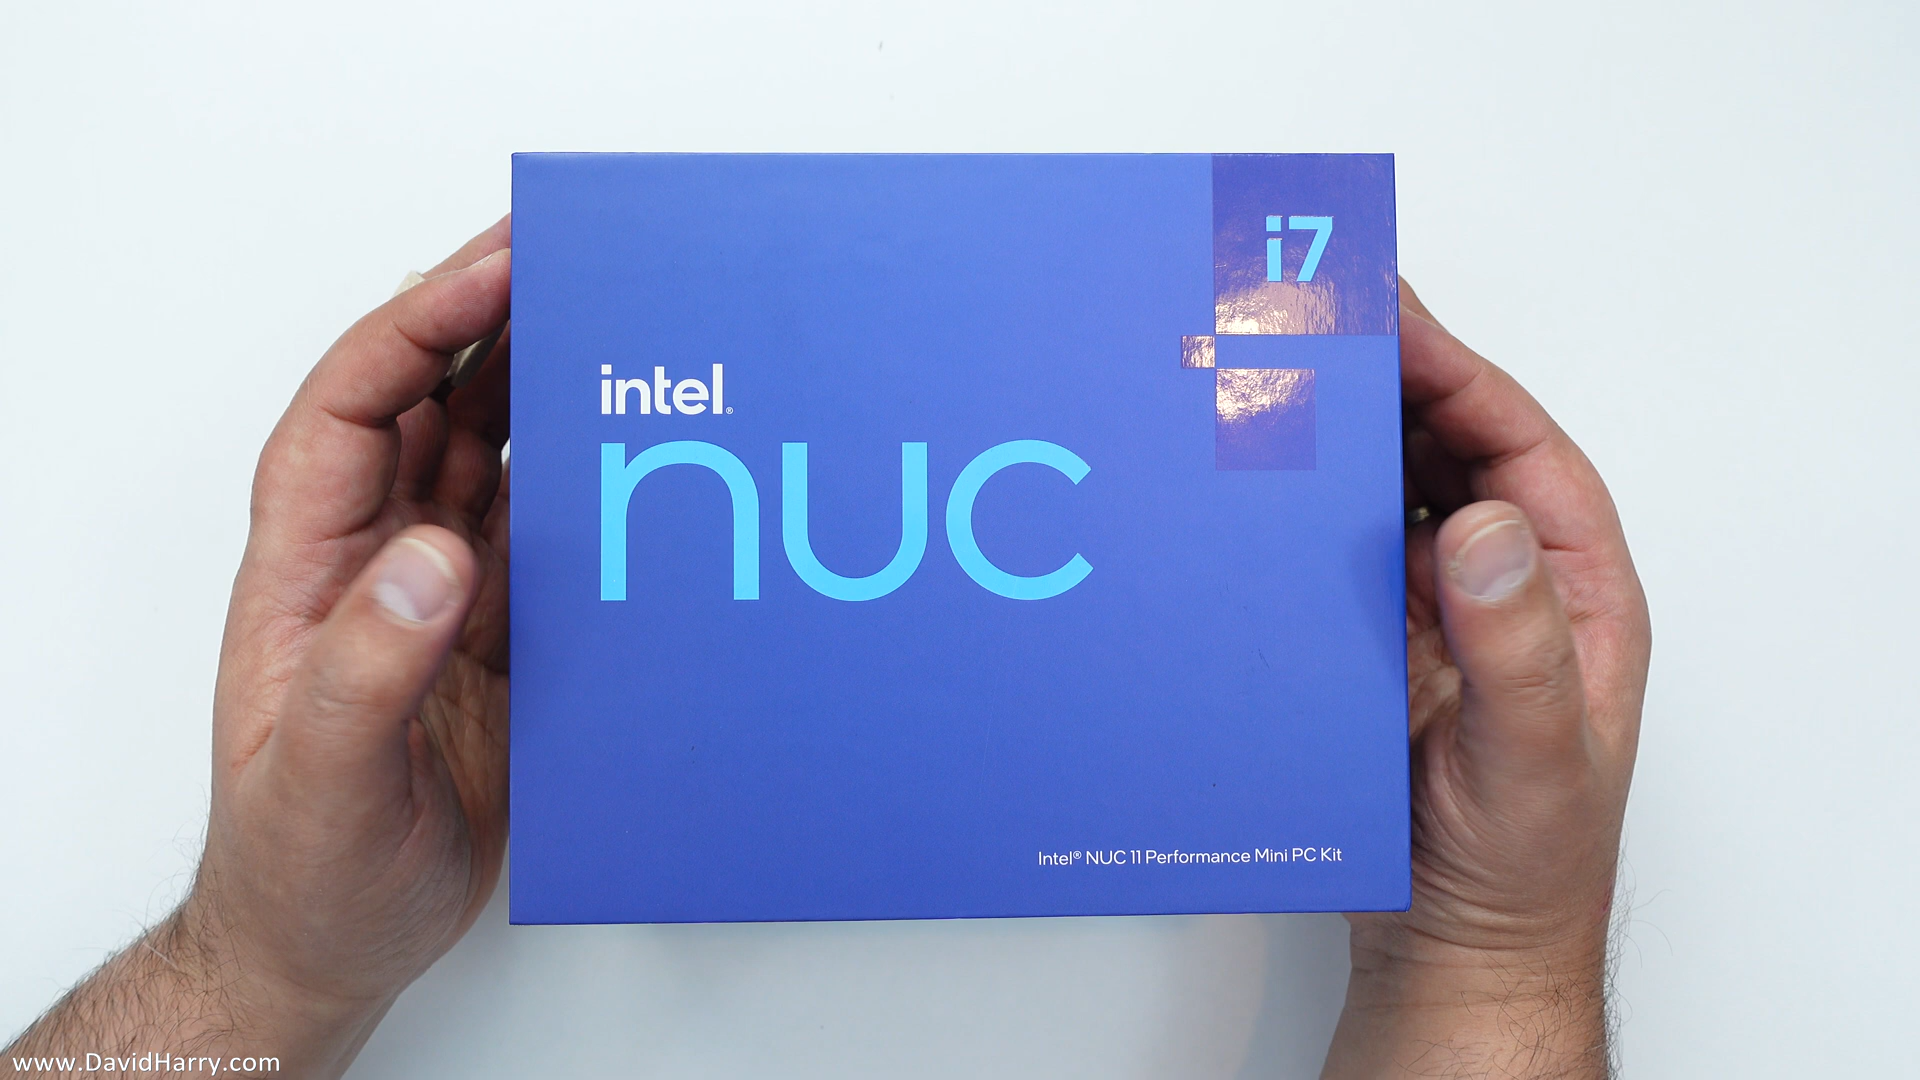 i7
intel®
nuc
Intel® NUC 11 Performance Mini PC Kit
www.DavidHarry.com